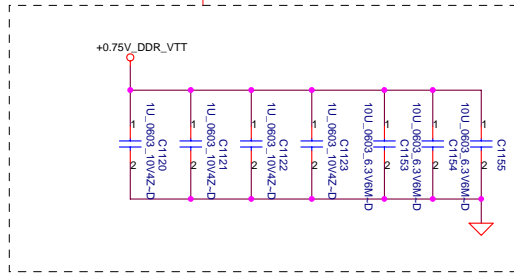 +0.75V_DDR_VTT
1
2
1U_0603_10V4Z~D
C1120
1
2
1U_0603_10V4Z~D
C1121
1
2
1U_0603_10V4Z~D
C1122
1
2
1U_0603_10V4Z~D
C1123
1
2
10U_0603_6.3V6M~D
C1153
1
2
10U_0603_6.3V6M~D
C1154
1
2
10U_0603_6.3V6M~D
C1155